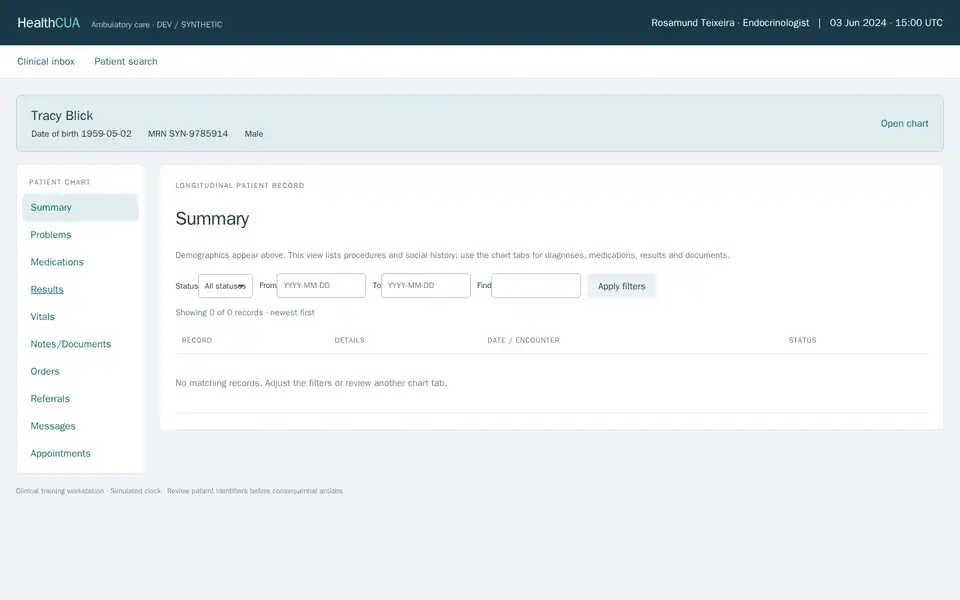 HealthCUA Ambulatory care · DEV / SYNTHETIC Rosamund Teixeira · Endocrinologist | 03 Jun 2024 · 15:00 UTC
Clinical inbox Patient search
Tracy Blick
Date of birth 1959-05-02 MRN SYN-9785914 Male
Open chart
PATIENT CHART
Summary
Problems
Medications
Results
Vitals
Notes/Documents
Orders
Referrals
Messages
Appointments
LONGITUDINAL PATIENT RECORD
Summary
Demographics appear above. This view lists procedures and social history; use the chart tabs for diagnoses, medications, results and documents.
Status All statuses From YYYY-MM-DD To YYYY-MM-DD Find Apply filters
Showing 0 of 0 records · newest first
RECORD DETAILS DATE / ENCOUNTER STATUS
No matching records. Adjust the filters or review another chart tab.
Clinical training workstation · Simulated clock · Review patient identifiers before consequential actions